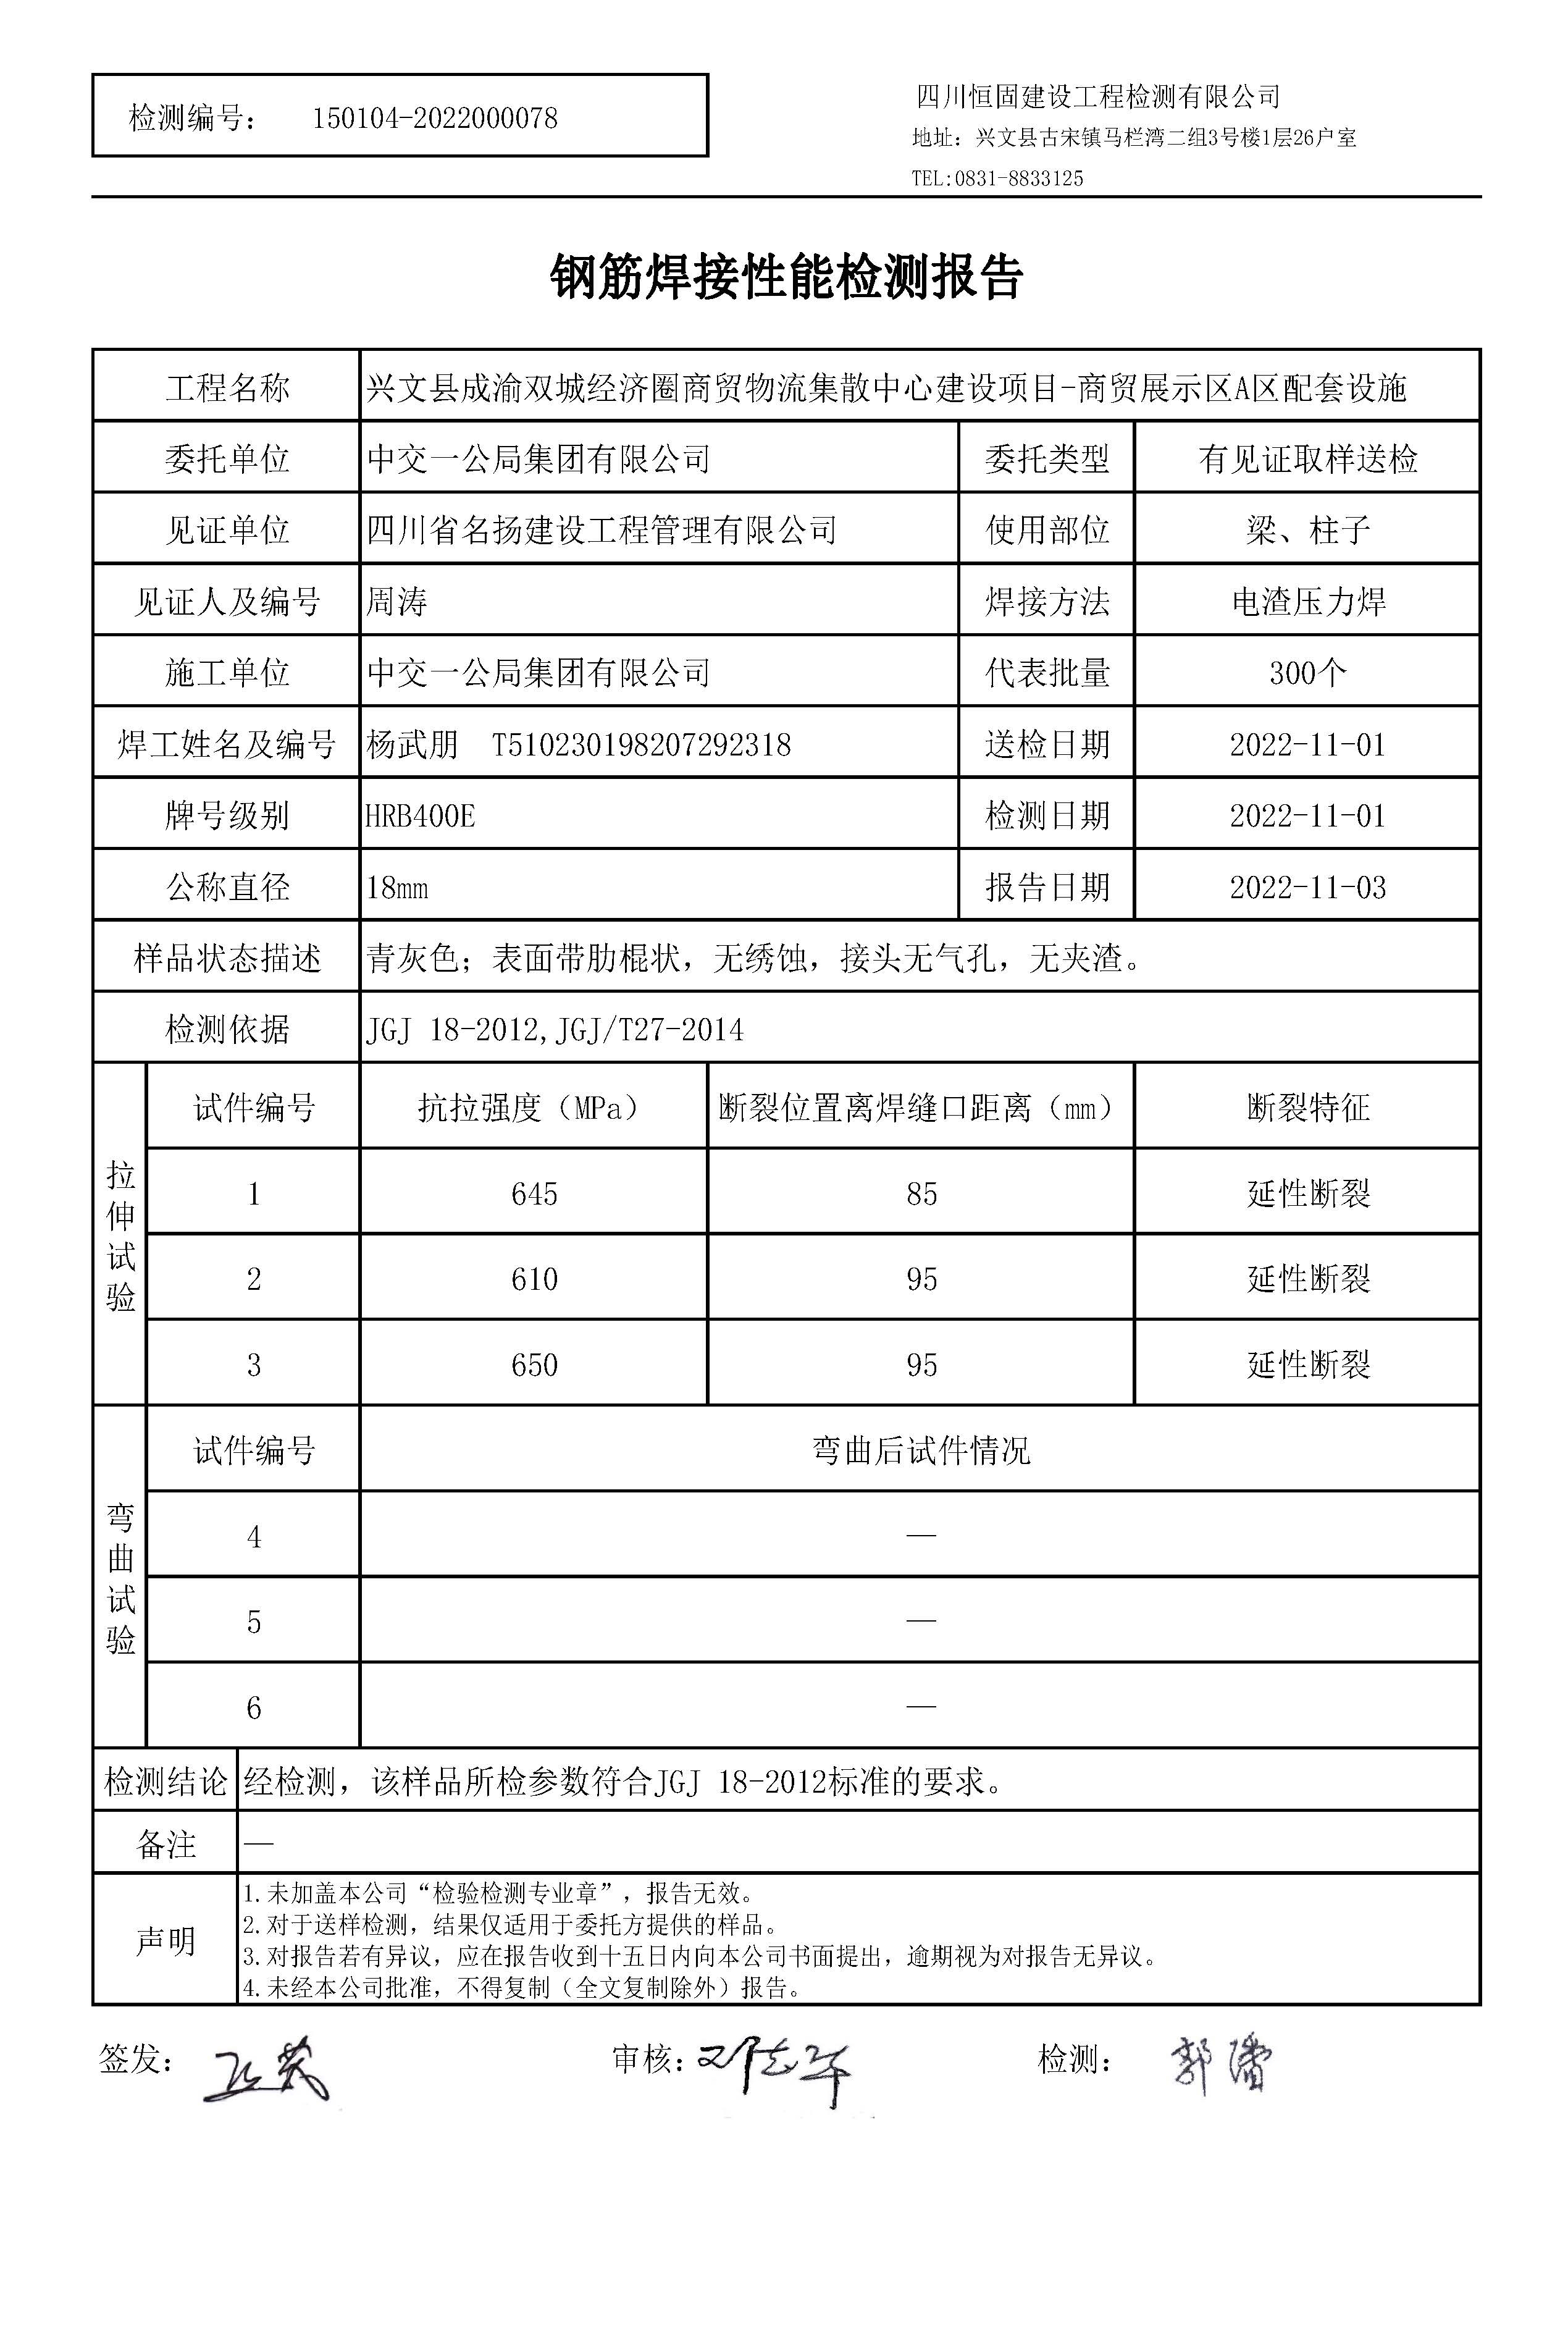 检测编号： 150104-2022000078
四川恒固建设工程检测有限公司
地址：兴文县古宋镇马栏湾二组3号楼1层26户室
TEL:0831-8833125
钢筋焊接性能检测报告
工程名称 兴文县成渝双城经济圈商贸物流集散中心建设项目-商贸展示区A区配套设施
委托单位 中交一公局集团有限公司 委托类型 有见证取样送检
见证单位 四川省名扬建设工程管理有限公司 使用部位 梁、柱子
见证人及编号 周涛 焊接方法 电渣压力焊
施工单位 中交一公局集团有限公司 代表批量 300个
焊工姓名及编号 杨武朋 T510230198207292318 送检日期 2022-11-01
牌号级别 HRB400E 检测日期 2022-11-01
公称直径 18mm 报告日期 2022-11-03
样品状态描述 青灰色；表面带肋棍状，无绣蚀，接头无气孔，无夹渣。
检测依据 JGJ 18-2012,JGJ/T27-2014
拉伸试验
试件编号 抗拉强度（MPa） 断裂位置离焊缝口距离（mm） 断裂特征
1 645 85 延性断裂
2 610 95 延性断裂
3 650 95 延性断裂
弯曲试验
试件编号 弯曲后试件情况
4 —
5 —
6 —
检测结论 经检测，该样品所检参数符合JGJ 18-2012标准的要求。
备注 —
声明
1.未加盖本公司“检验检测专业章”，报告无效。
2.对于送样检测，结果仅适用于委托方提供的样品。
3.对报告若有异议，应在报告收到十五日内向本公司书面提出，逾期视为对报告无异议。
4.未经本公司批准，不得复制（全文复制除外）报告。
签发： 审核：邓志军 检测： 郭潘